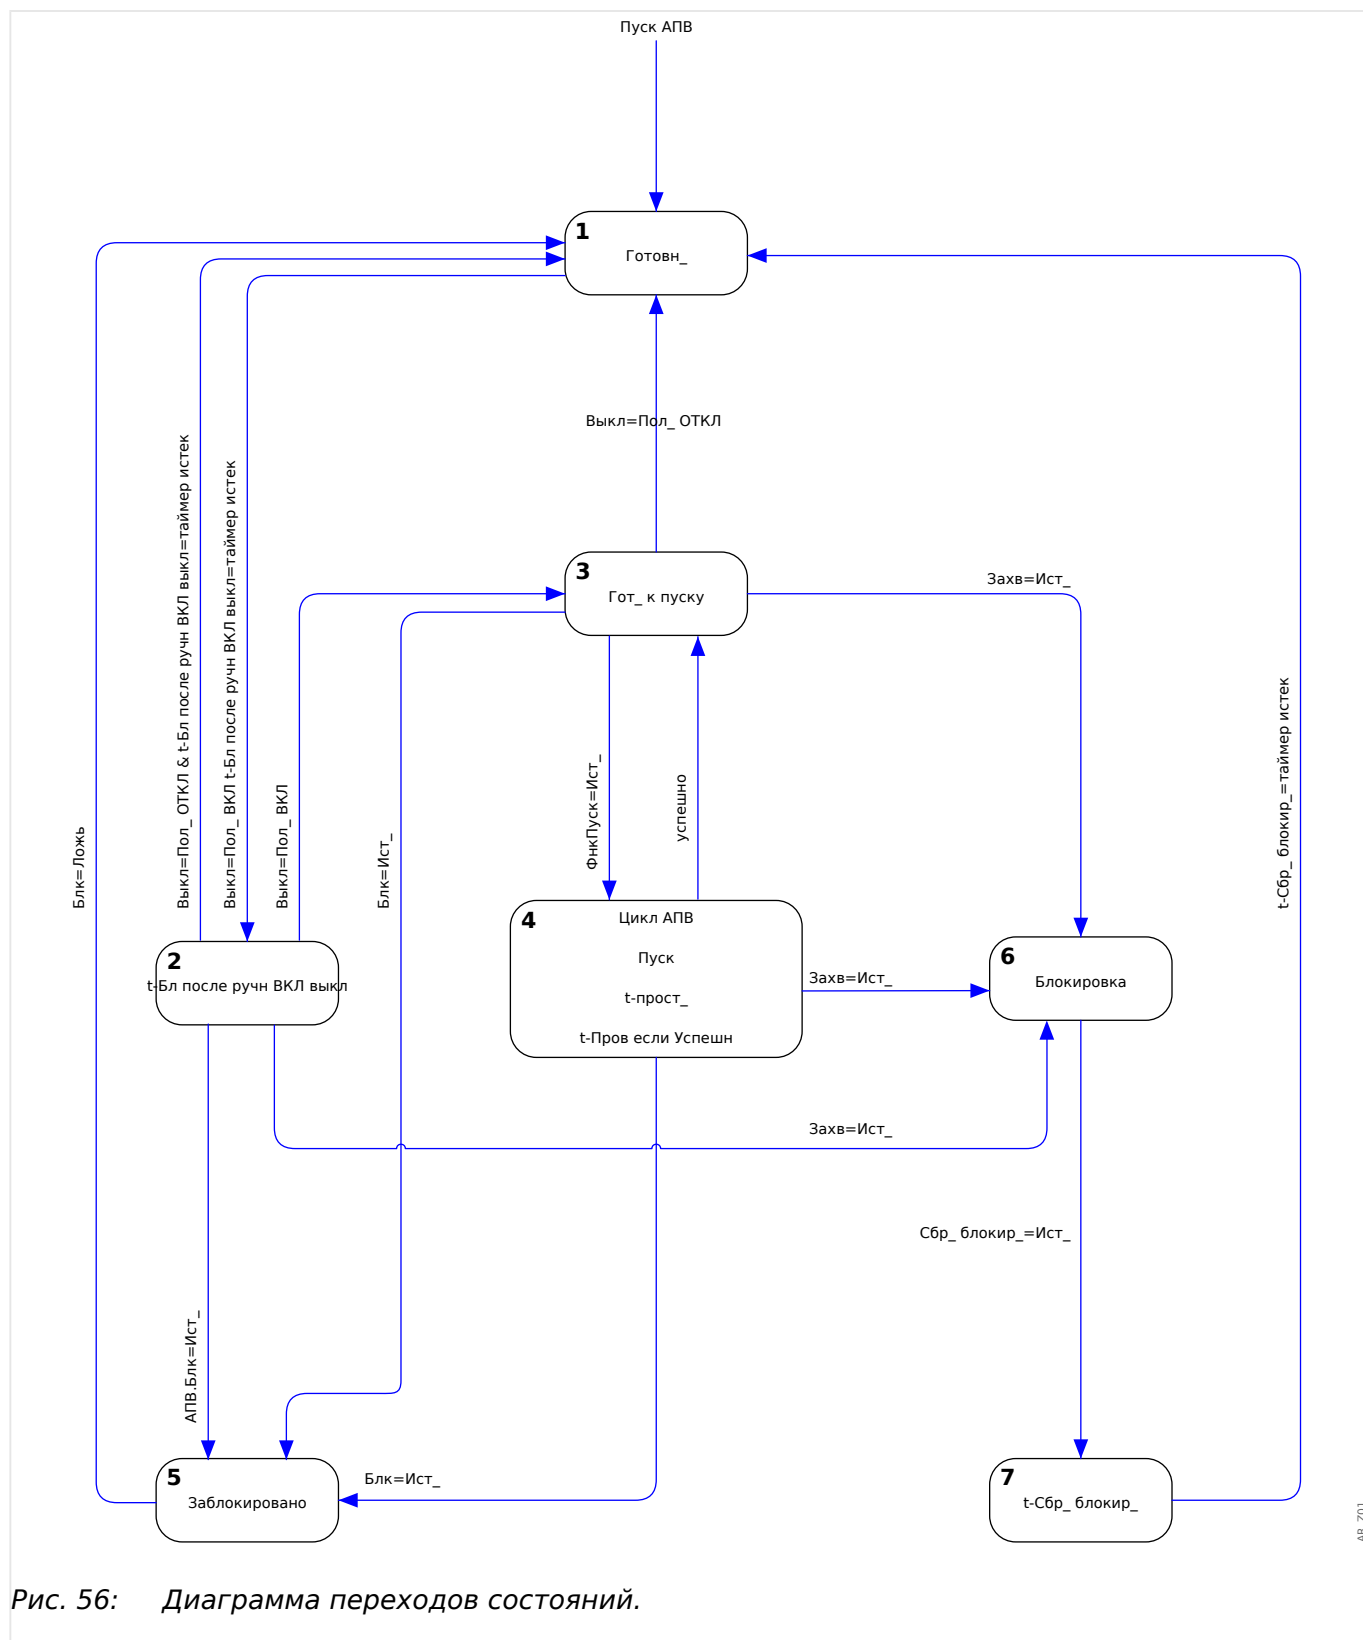 Пуск АПВ
1
Готовн_
Выкл=Пол_ ОТКЛ
3
Гот_ к пуску
Захв=Ист_
Блк=Ложь
Выкл=Пол_ ОТКЛ & t-Бл после ручн ВКЛ выкл=таймер истек
Выкл=Пол_ ВКЛ t-Бл после ручн ВКЛ выкл=таймер истек
Выкл=Пол_ ВКЛ
Блк=Ист_
ФнкПуск=Ист_
успешно
t-Сбр_ блокир_=таймер истек
2
t-Бл после ручн ВКЛ выкл
4
Цикл АПВ
Пуск
t-прост_
t-Пров если Успешн
Захв=Ист_
6
Блокировка
Захв=Ист_
Сбр_ блокир_=Ист_
АПВ.Блк=Ист_
5
Заблокировано
Блк=Ист_
7
t-Сбр_ блокир_
AR_Z01
Рис. 56: Диаграмма переходов состояний.